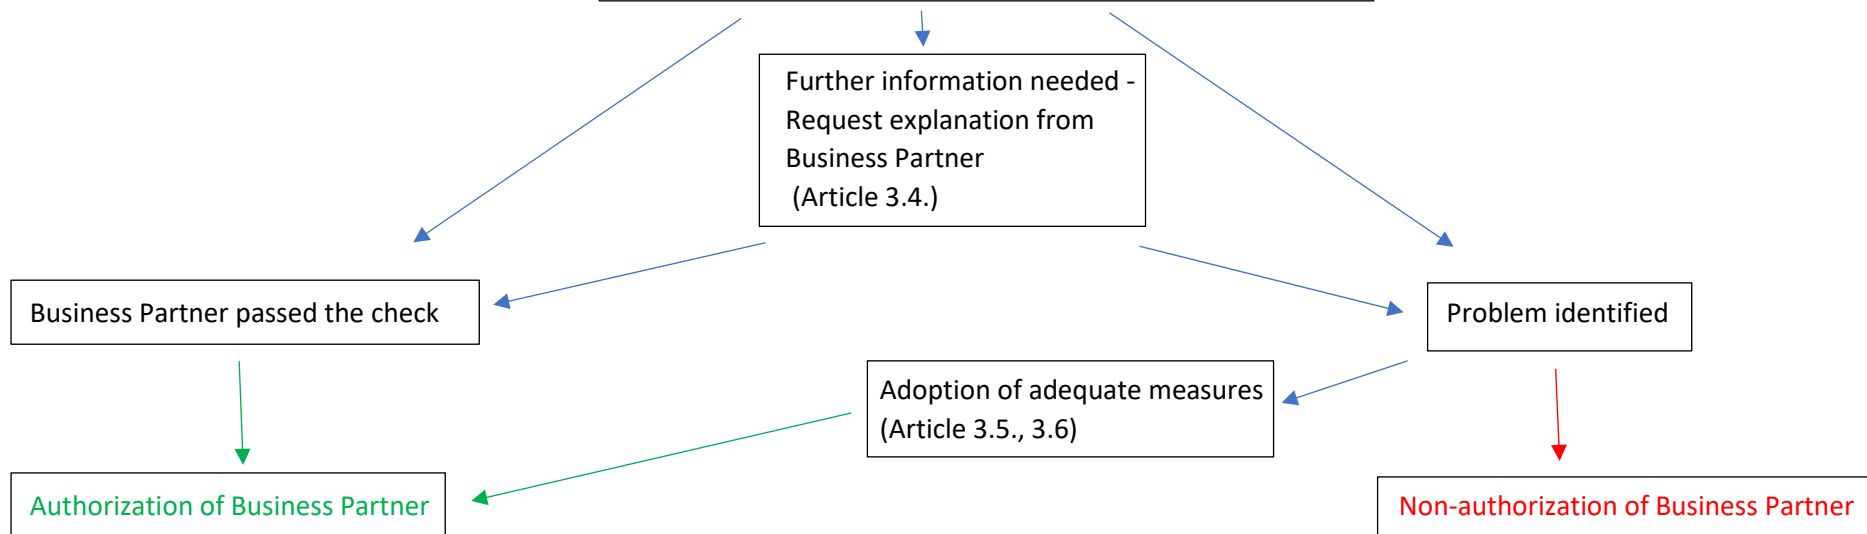 Further information needed -
Request explanation from
Business Partner
(Article 3.4.)
Business Partner passed the check
Problem identified
Adoption of adequate measures
(Article 3.5., 3.6)
Authorization of Business Partner
Non-authorization of Business Partner